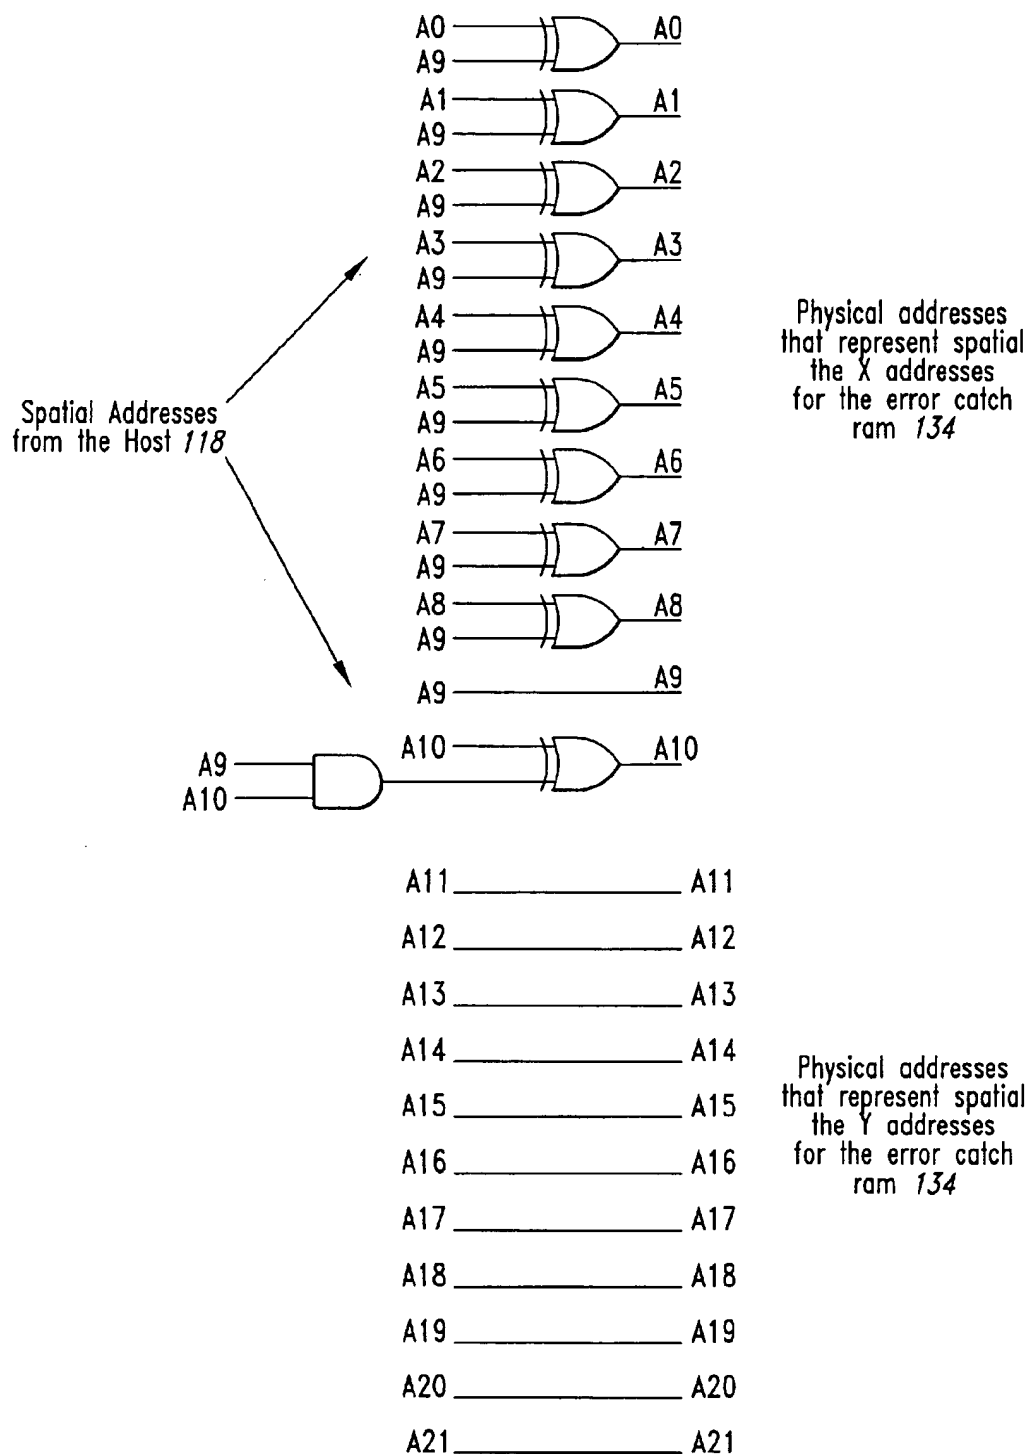 A0 A0
A9
A1 A1
A9
A2 A2
A9
A3 A3
A9
A4 A4
A9
A5 A5
A9
A6 A6
A9
A7 A7
A9
A8 A8
A9
A9 A9
A10 A10
A9
A10
Spatial Addresses
from the Host 118
Physical addresses
that represent spatial
the X addresses
for the error catch
ram 134
A11 A11
A12 A12
A13 A13
A14 A14
A15 A15
A16 A16
A17 A17
A18 A18
A19 A19
A20 A20
A21 A21
Physical addresses
that represent spatial
the Y addresses
for the error catch
ram 134